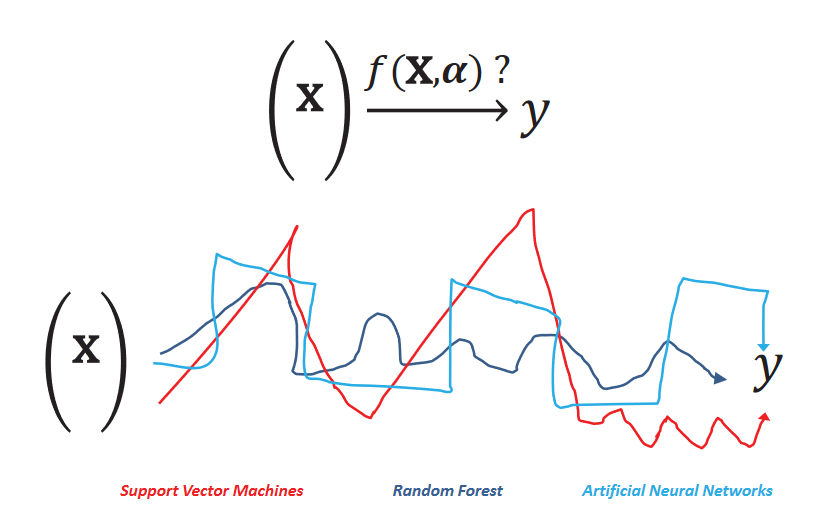 (x) f(X,α) ? y
(x) y
Support Vector Machines Random Forest Artificial Neural Networks